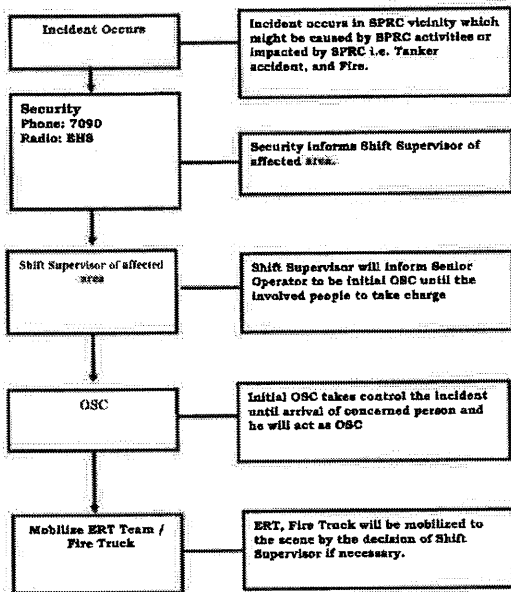 Incident Occurs
Incident occurs in SPRC vicinity which
might be caused by SPRC activities or
impacted by SPRC i.e. Tanker
accident, and Fire.
Security
Phone: 7090
Radio: EHS
Security informs Shift Supervisor of
affected area.
Shift Supervisor of affected
area
Shift Supervisor will inform Senior
Operator to be initial OSC until the
involved people to take charge
OSC
Initial OSC takes control the incident
until arrival of concerned person and
he will act as OSC
Mobilize ERT Team /
Fire Truck
ERT, Fire Truck will be mobilized to
the scene by the decision of Shift
Supervisor if necessary.